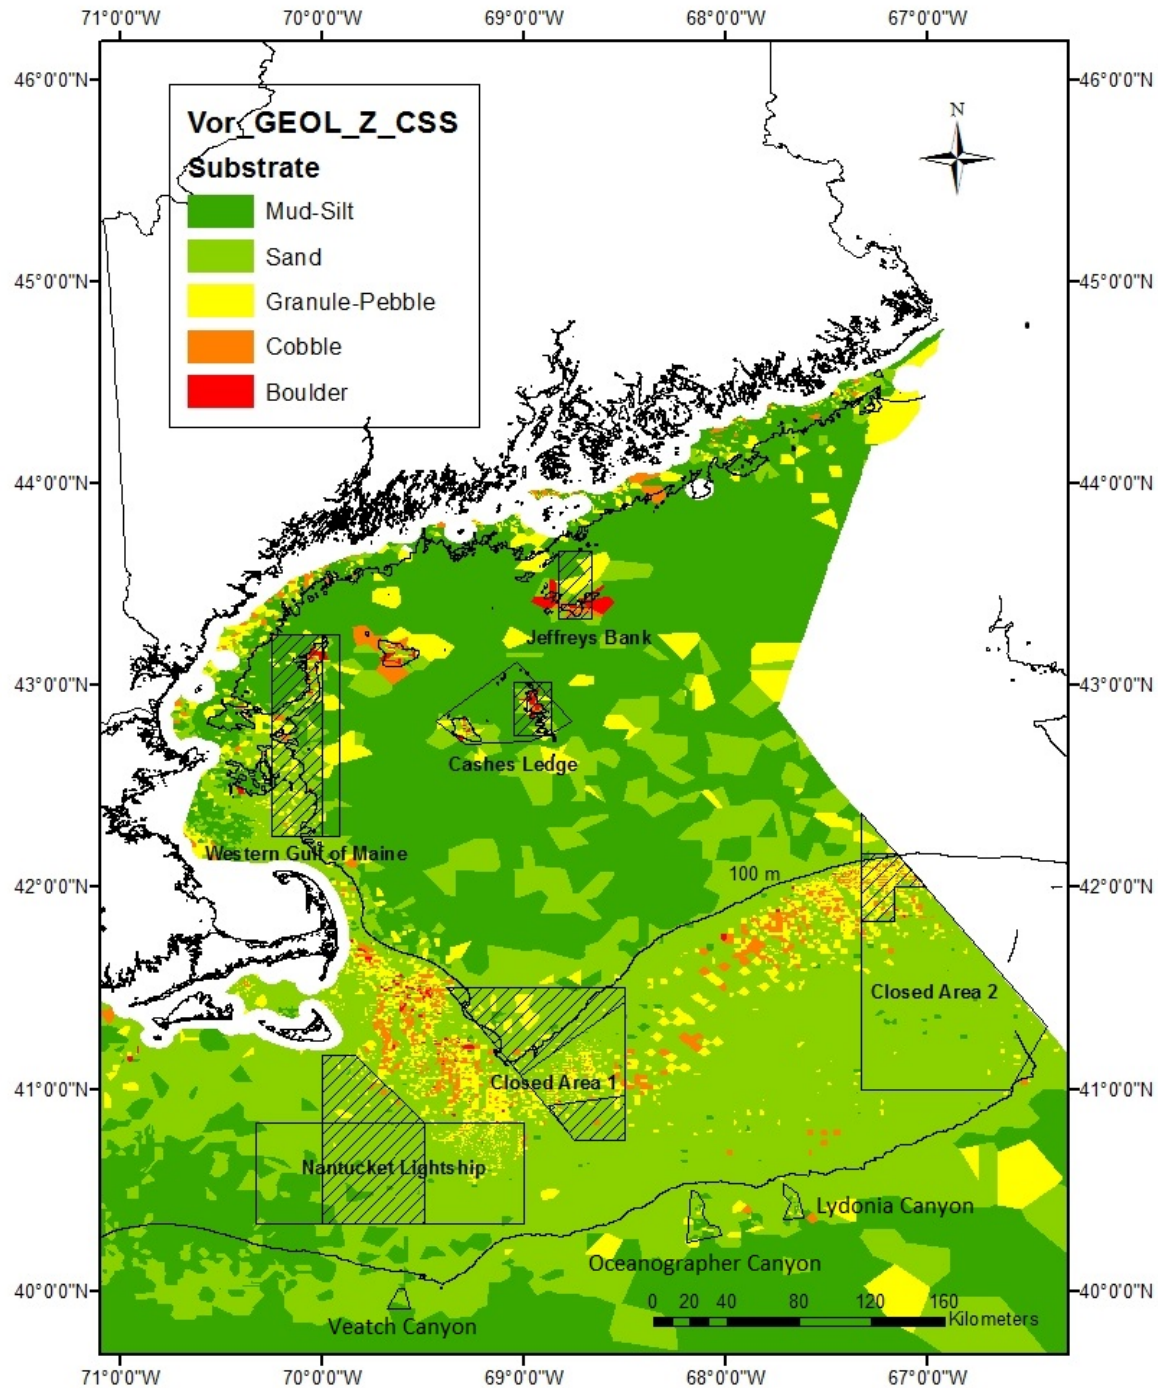 71°0'0"W 70°0'0"W 69°0'0"W 68°0'0"W 67°0'0"W
46°0'0"N 46°0'0"N
N
Vor_GEOL_Z_CSS
Substrate
Mud-Silt
Sand
Granule-Pebble
Cobble
Boulder
45°0'0"N 45°0'0"N
44°0'0"N 44°0'0"N
Jeffreys Bank
43°0'0"N 43°0'0"N
Cashes Ledge
Western Gulf of Maine
100 m
42°0'0"N 42°0'0"N
Closed Area 2
Closed Area 1
41°0'0"N 41°0'0"N
Nantucket Lightship
Lydonia Canyon
Oceanographer Canyon
40°0'0"N 40°0'0"N
0 20 40 80 120 160
Kilometers
Veatch Canyon
71°0'0"W 70°0'0"W 69°0'0"W 68°0'0"W 67°0'0"W